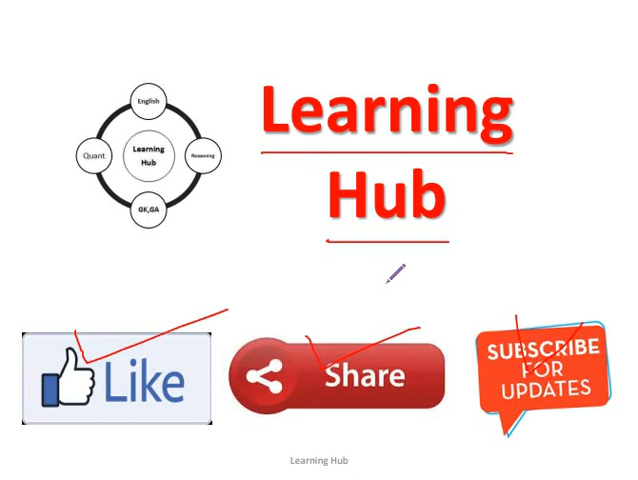 English
Quant
Learning
Hub
Reasoning
GK,GA
Learning
Hub
Like
Share
SUBSCRIBE
FOR
UPDATES
Learning Hub